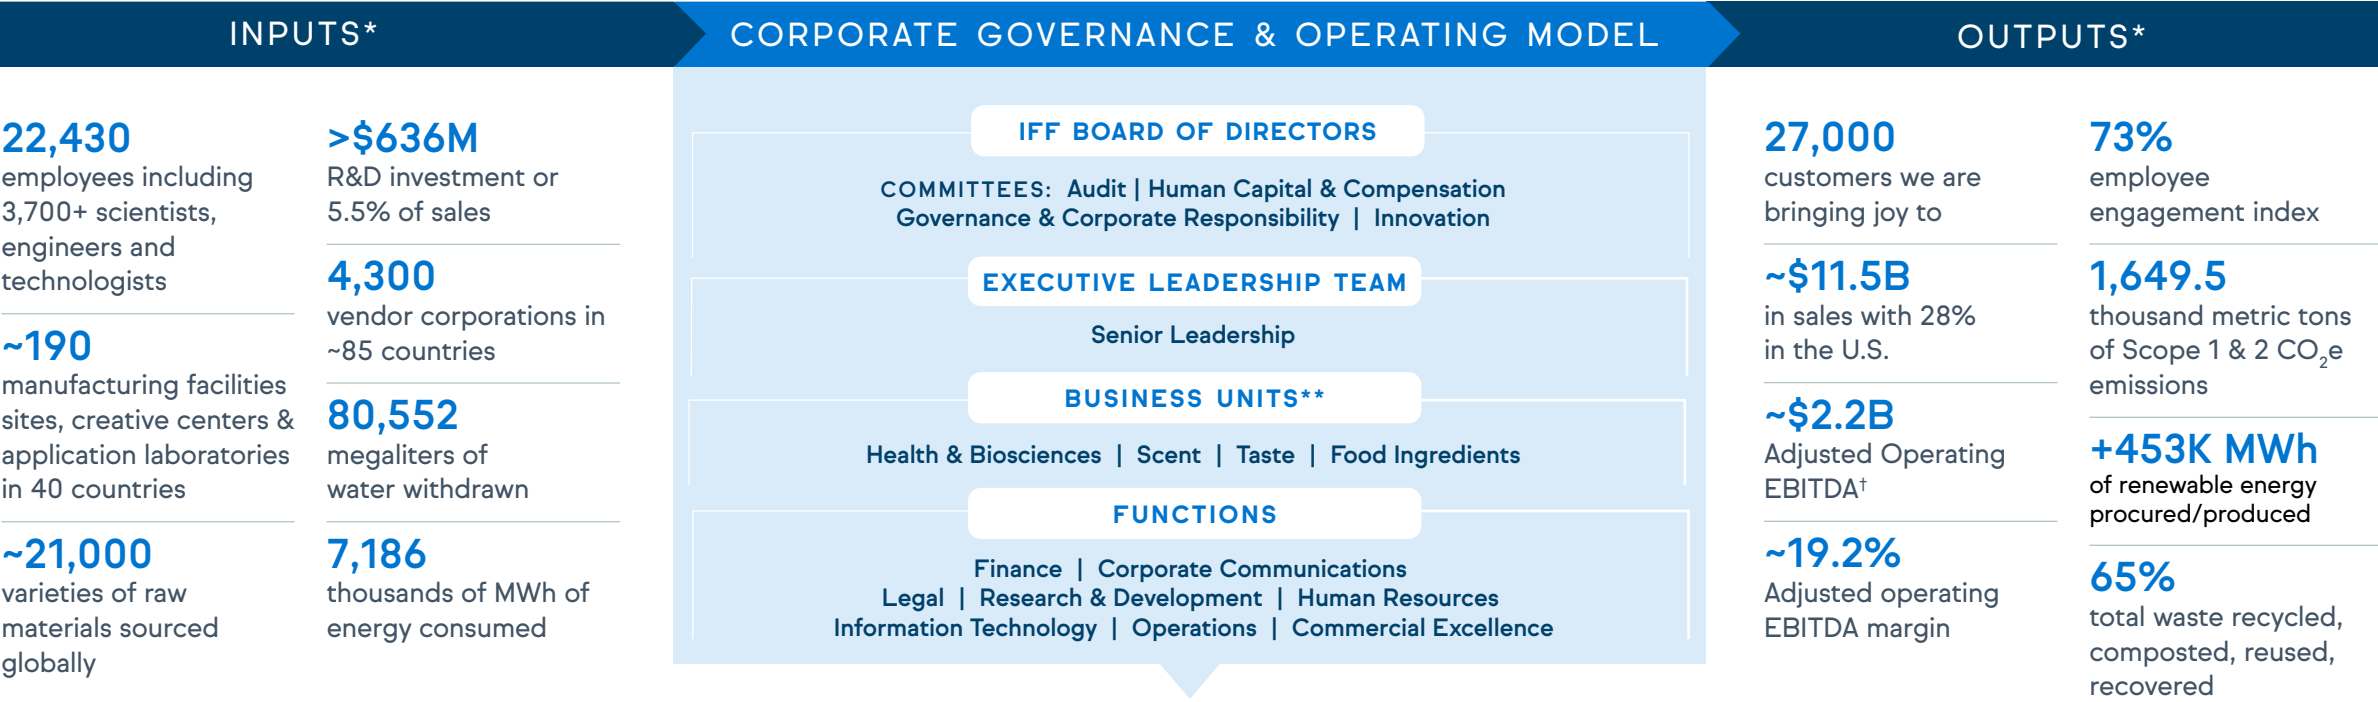 INPUTS*
22,430
employees including
3,700+ scientists,
engineers and
technologists
~190
manufacturing facilities
sites, creative centers &
application laboratories
in 40 countries
~21,000
varieties of raw
materials sourced
globally
>$636M
R&D investment or
5.5% of sales
4,300
vendor corporations in
~85 countries
80,552
megaliters of
water withdrawn
7,186
thousands of MWh of
energy consumed
CORPORATE GOVERNANCE & OPERATING MODEL
IFF BOARD OF DIRECTORS
COMMITTEES: Audit | Human Capital & Compensation
Governance & Corporate Responsibility | Innovation
EXECUTIVE LEADERSHIP TEAM
Senior Leadership
BUSINESS UNITS**
Health & Biosciences | Scent | Taste | Food Ingredients
FUNCTIONS
Finance | Corporate Communications
Legal | Research & Development | Human Resources
Information Technology | Operations | Commercial Excellence
OUTPUTS*
27,000
customers we are
bringing joy to
~$11.5B
in sales with 28%
in the U.S.
~$2.2B
Adjusted Operating
EBITDA†
~19.2%
Adjusted operating
EBITDA margin
73%
employee
engagement index
1,649.5
thousand metric tons
of Scope 1 & 2 CO₂e
emissions
+453K MWh
of renewable energy
procured/produced
65%
total waste recycled,
composted, reused,
recovered